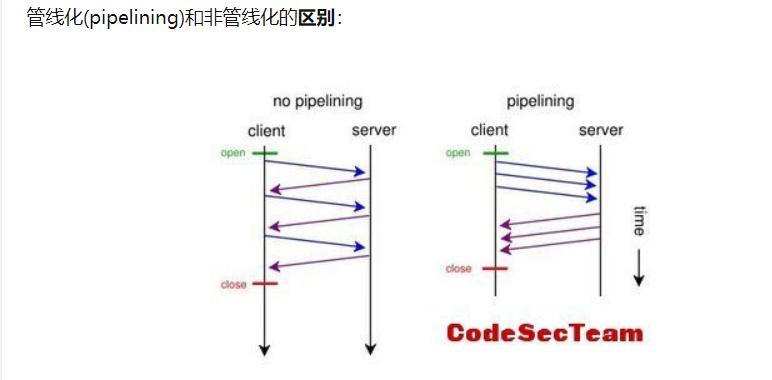 管线化(pipelining)和非管线化的区别：
no pipelining pipelining
client server client server
open open
close close
time
CodeSecTeam